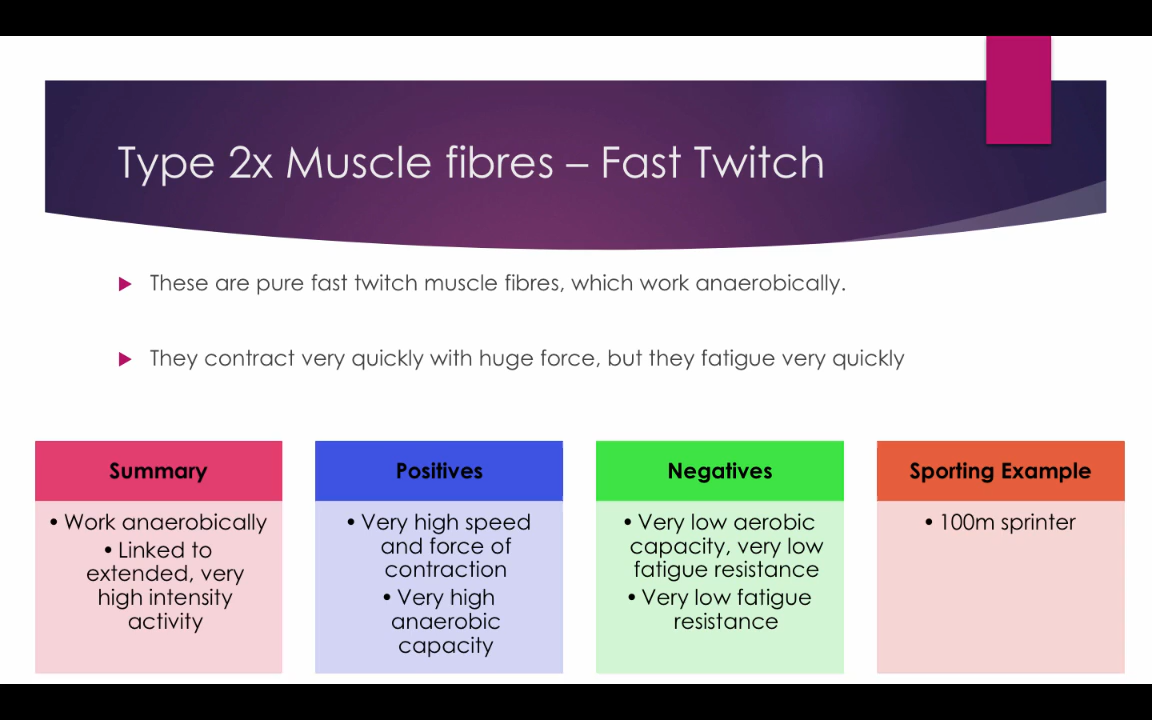 Type 2x Muscle fibres – Fast Twitch
These are pure fast twitch muscle fibres, which work anaerobically.
They contract very quickly with huge force, but they fatigue very quickly
Summary
• Work anaerobically
• Linked to
extended, very
high intensity
activity
Positives
• Very high speed
and force of
contraction
• Very high
anaerobic
capacity
Negatives
• Very low aerobic
capacity, very low
fatigue resistance
• Very low fatigue
resistance
Sporting Example
• 100m sprinter